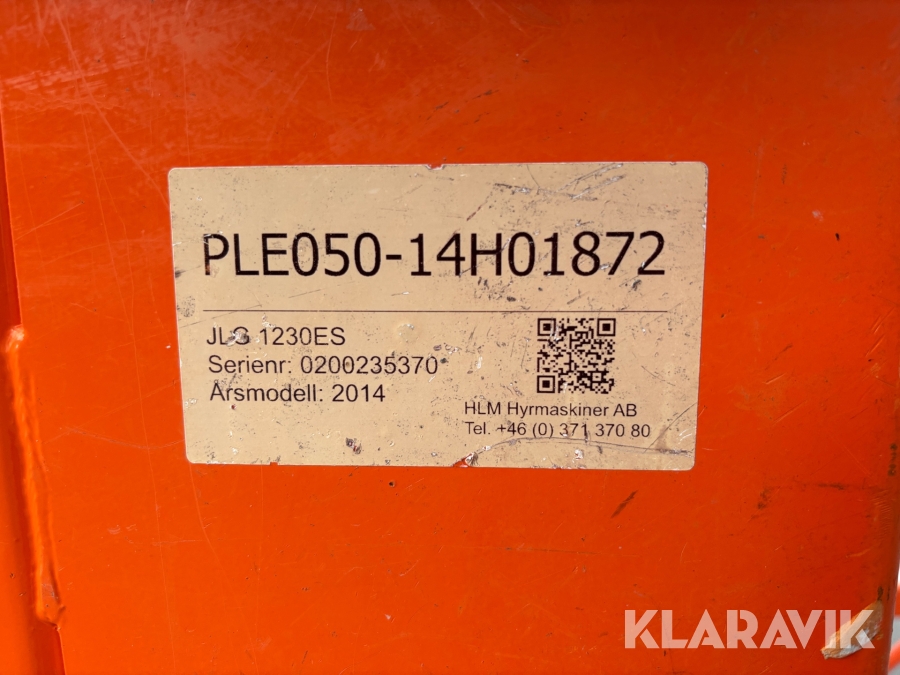 PLE050-14H01872
JLG 1230ES
Serienr: 0200235370
Årsmodell: 2014
HLM Hyrmaskiner AB
Tel. +46 (0) 371 370 80
KLARAVIK